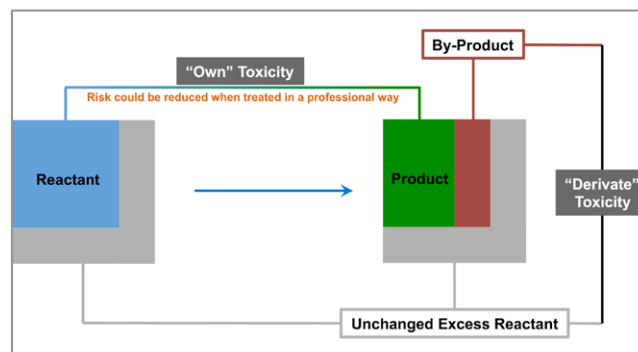 By-Product
“Own” Toxicity
Risk could be reduced when treated in a professional way
Reactant
Product
“Derivate”
Toxicity
Unchanged Excess Reactant